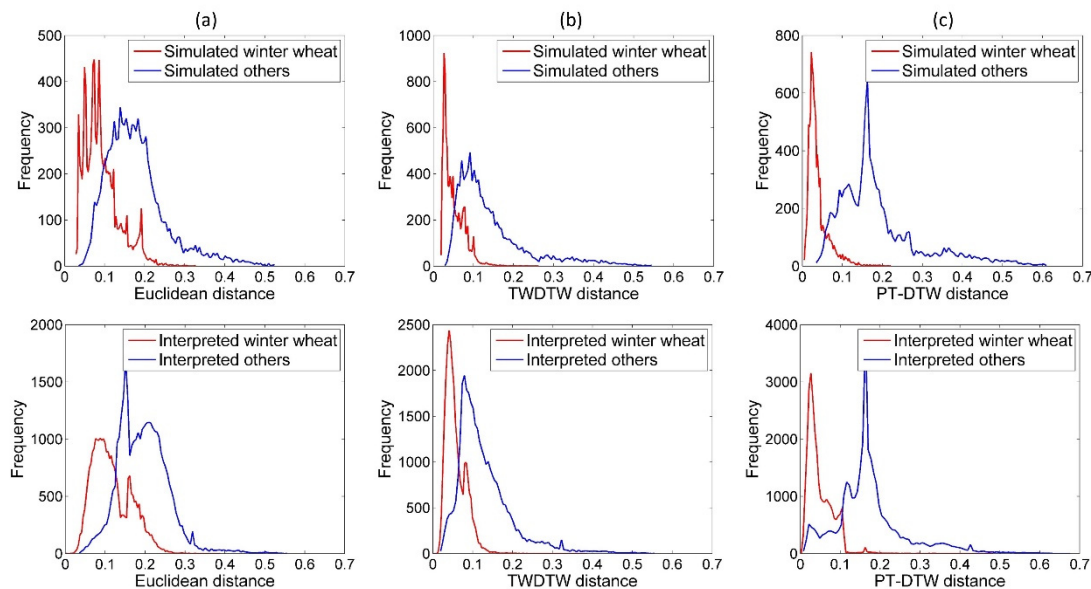 (a)
(b)
(c)
500
400
300
200
100
0
Frequency
Simulated winter wheat
Simulated others
0 0.1 0.2 0.3 0.4 0.5 0.6 0.7
Euclidean distance
1000
800
600
400
200
0
Frequency
Simulated winter wheat
Simulated others
0 0.1 0.2 0.3 0.4 0.5 0.6 0.7
TWDTW distance
800
600
400
200
0
Frequency
Simulated winter wheat
Simulated others
0 0.1 0.2 0.3 0.4 0.5 0.6 0.7
PT-DTW distance
2000
1500
1000
500
0
Frequency
Interpreted winter wheat
Interpreted others
0 0.1 0.2 0.3 0.4 0.5 0.6 0.7
Euclidean distance
2500
2000
1500
1000
500
0
Frequency
Interpreted winter wheat
Interpreted others
0 0.1 0.2 0.3 0.4 0.5 0.6 0.7
TWDTW distance
4000
3000
2000
1000
0
Frequency
Interpreted winter wheat
Interpreted others
0 0.1 0.2 0.3 0.4 0.5 0.6 0.7
PT-DTW distance